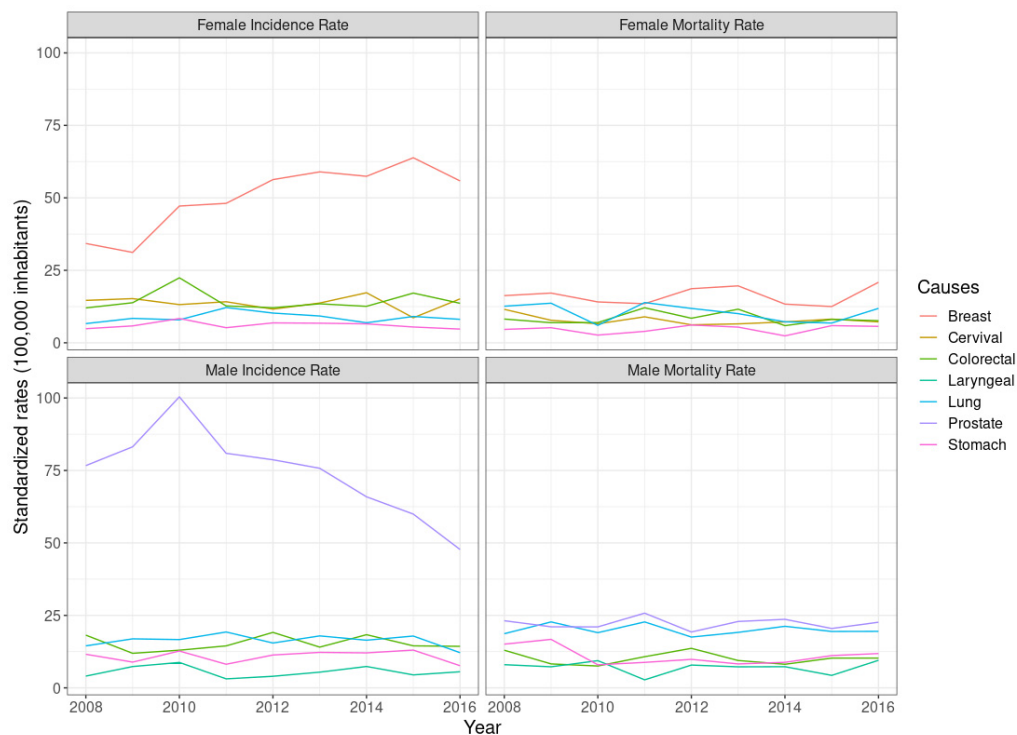 Female Incidence Rate
Female Mortality Rate
100
75
50
25
0
Male Incidence Rate
Male Mortality Rate
100
75
50
25
0
2008 2010 2012 2014 2016
2008 2010 2012 2014 2016
Year
Standardized rates (100,000 inhabitants)
Causes
Breast
Cervival
Colorectal
Laryngeal
Lung
Prostate
Stomach